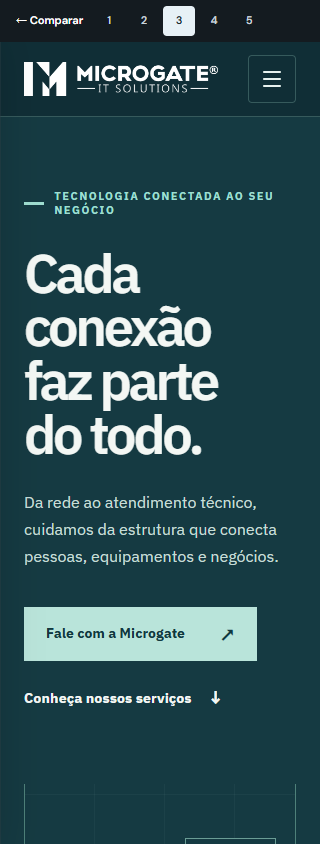 ← Comparar 1 2 3 4 5
MICROGATE®
IT SOLUTIONS
TECNOLOGIA CONECTADA AO SEU
NEGÓCIO
Cada
conexão
faz parte
do todo.
Da rede ao atendimento técnico,
cuidamos da estrutura que conecta
pessoas, equipamentos e negócios.
Fale com a Microgate ↗
Conheça nossos serviços ↓